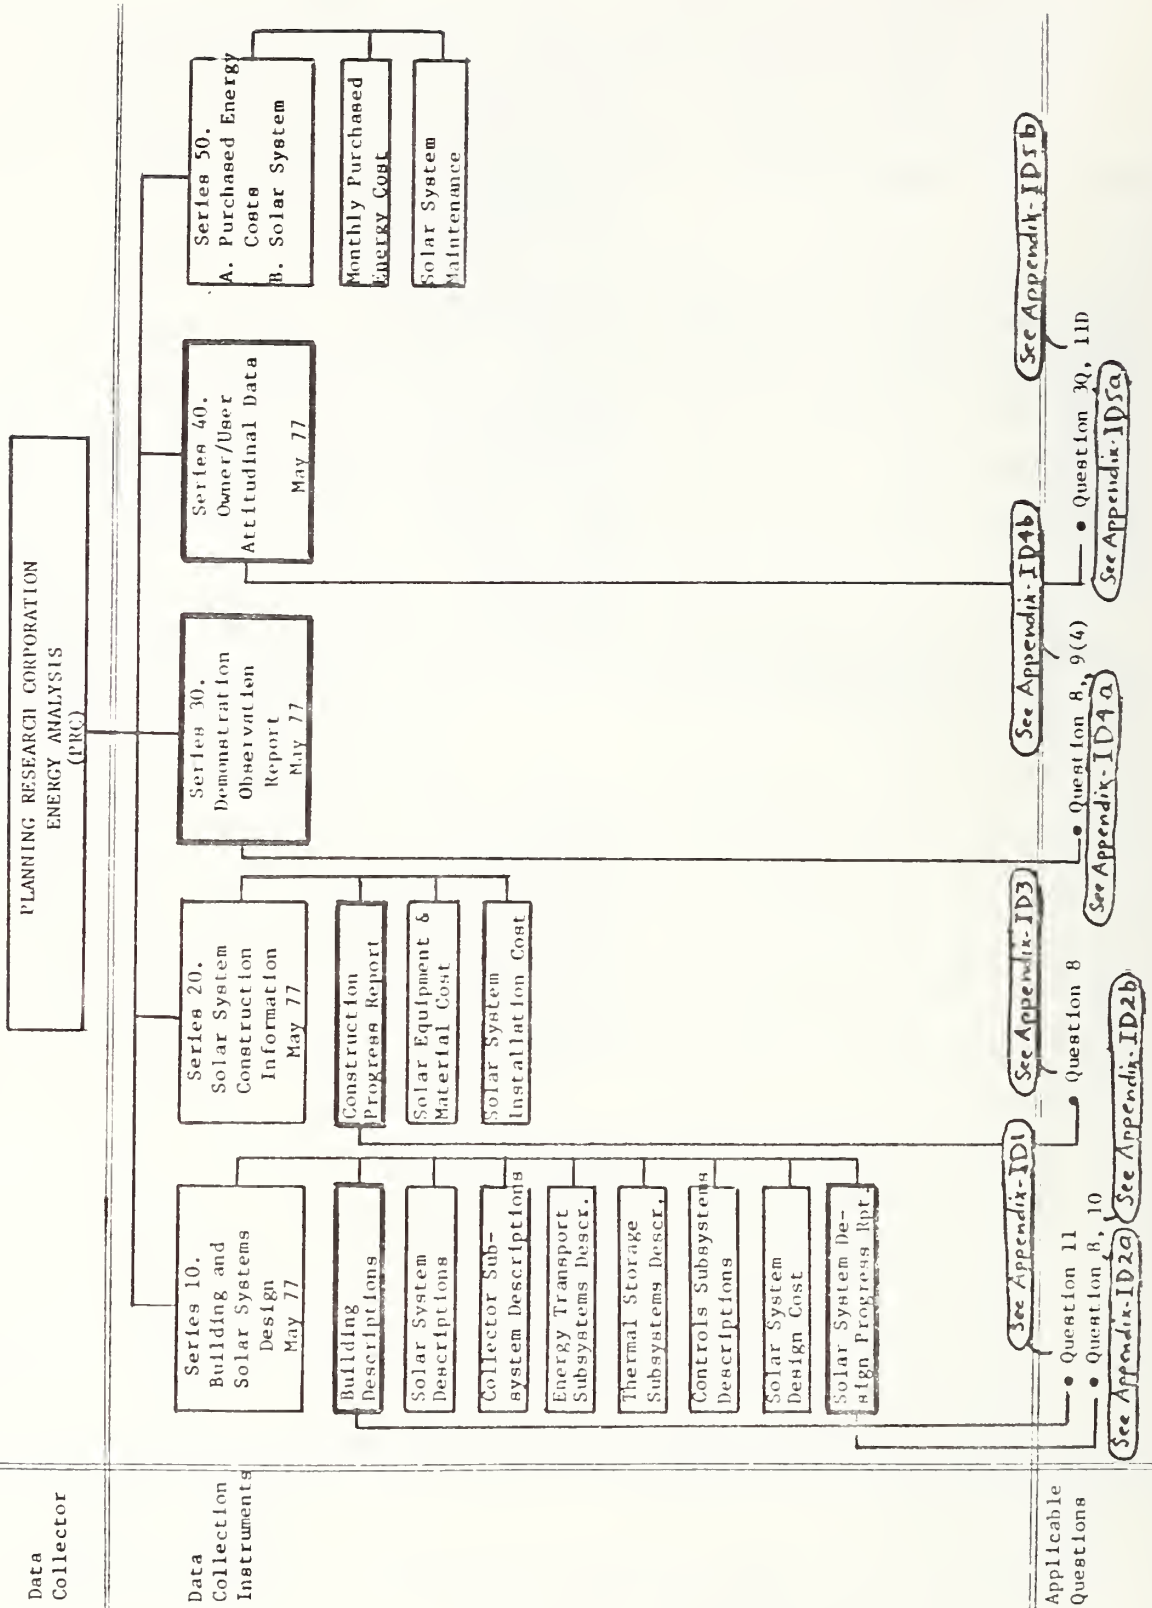 Data
Collector
PLANNING RESEARCH CORPORATION
ENERGY ANALYSIS
(PRC)
Data
Collection
Instruments
Series 10.
Building and
Solar Systems
Design
May 77
Building
Descriptions
Solar System
Descriptions
Collector Sub-
system Descriptions
Energy Transport
Subsystems Descr.
Thermal Storage
Subsystems Descr.
Controls Subsystems
Descriptions
Solar System
Design Cost
Solar System De-
sign Progress Rpt.
Series 20.
Solar System
Construction
Information
May 77
Construction
Progress Report
Solar Equipment &
Material Cost
Solar System
Installation Cost
Series 30.
Demonstration
Observation
Report
May 77
Series 40.
Owner/User
Attitudinal Data
May 77
Series 50.
A. Purchased Energy
Costs
B. Solar System
Monthly Purchased
Energy Cost
Solar System
Maintenance
Applicable
Questions
See Appendix-ID1
• Question 11
• Question 8, 10
See Appendix-ID2a
See Appendix-ID2b
See Appendix-ID3
• Question 8
See Appendix-ID4b
• Question 8, 9(4)
See Appendix-ID4a
See Appendix-ID5b
• Question 3Q, 11D
See Appendix-ID5a